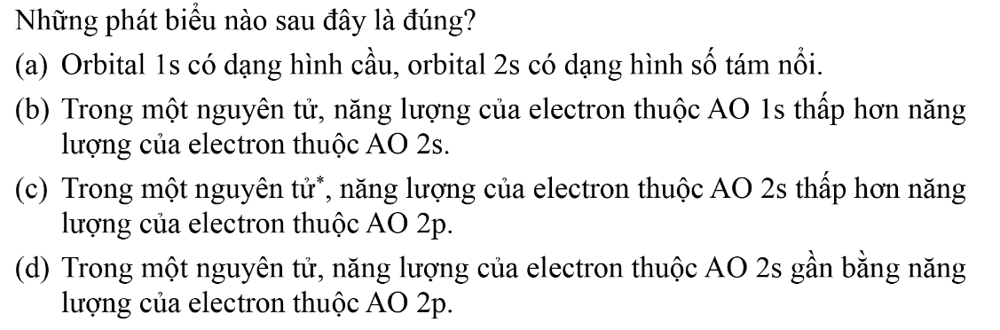 Những phát biểu nào sau đây là đúng?
(a) Orbital 1s có dạng hình cầu, orbital 2s có dạng hình số tám nổi.
(b) Trong một nguyên tử, năng lượng của electron thuộc AO 1s thấp hơn năng
lượng của electron thuộc AO 2s.
(c) Trong một nguyên tử*, năng lượng của electron thuộc AO 2s thấp hơn năng
lượng của electron thuộc AO 2p.
(d) Trong một nguyên tử, năng lượng của electron thuộc AO 2s gần bằng năng
lượng của electron thuộc AO 2p.